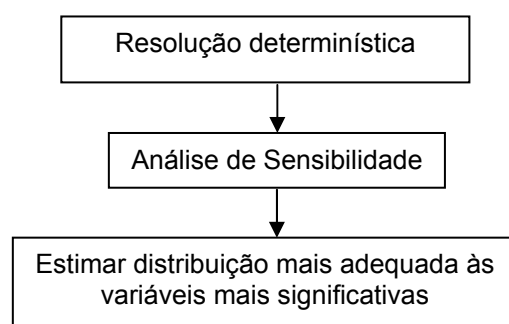 Resolução determinística
Análise de Sensibilidade
Estimar distribuição mais adequada às
variáveis mais significativas